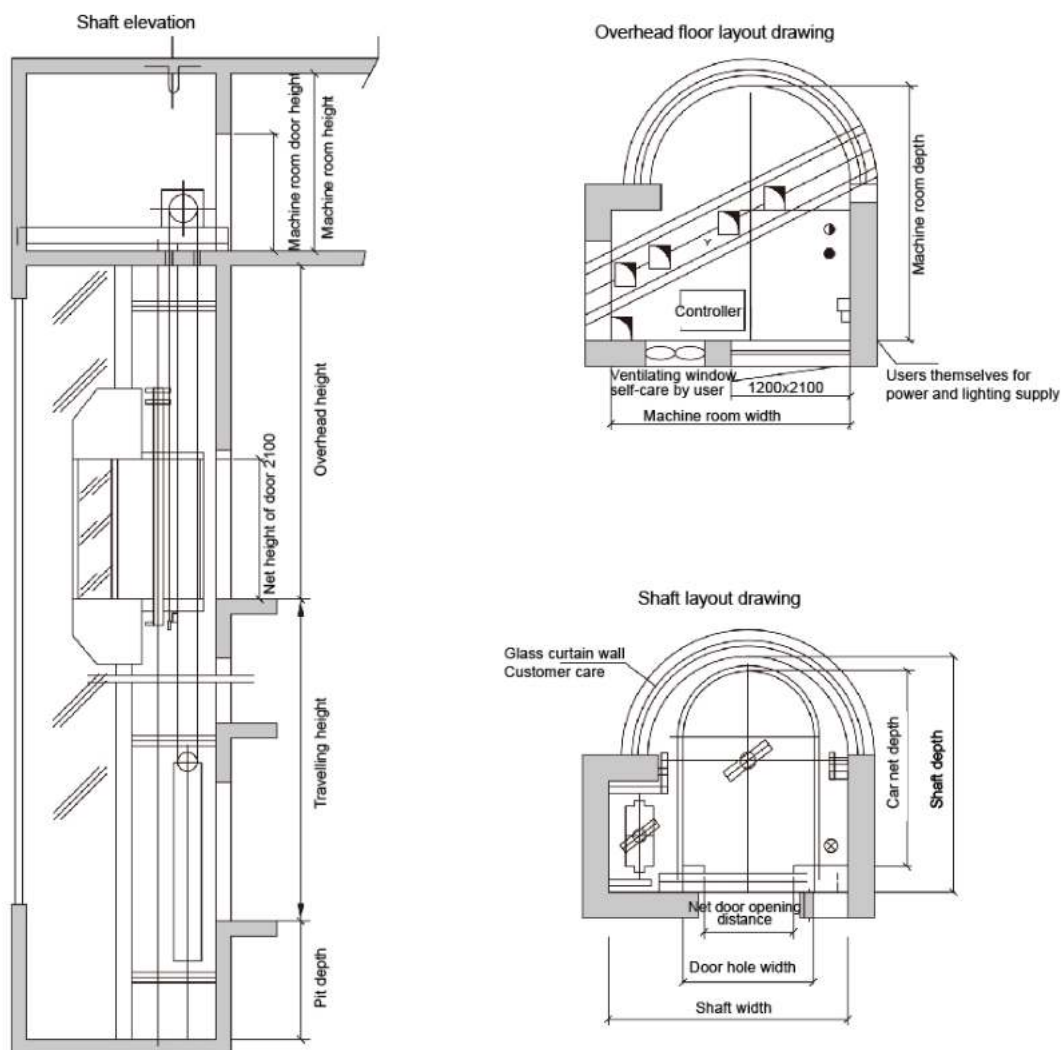 Shaft elevation
Machine room door height
Machine room height
Overhead height
Net height of door 2100
Travelling height
Pit depth
Overhead floor layout drawing
Machine room depth
Y
Controller
Ventilating window
self-care by user
1200x2100
Machine room width
Users themselves for
power and lighting supply
Shaft layout drawing
Glass curtain wall
Customer care
Car net depth
Shaft depth
Net door opening
distance
Door hole width
Shaft width